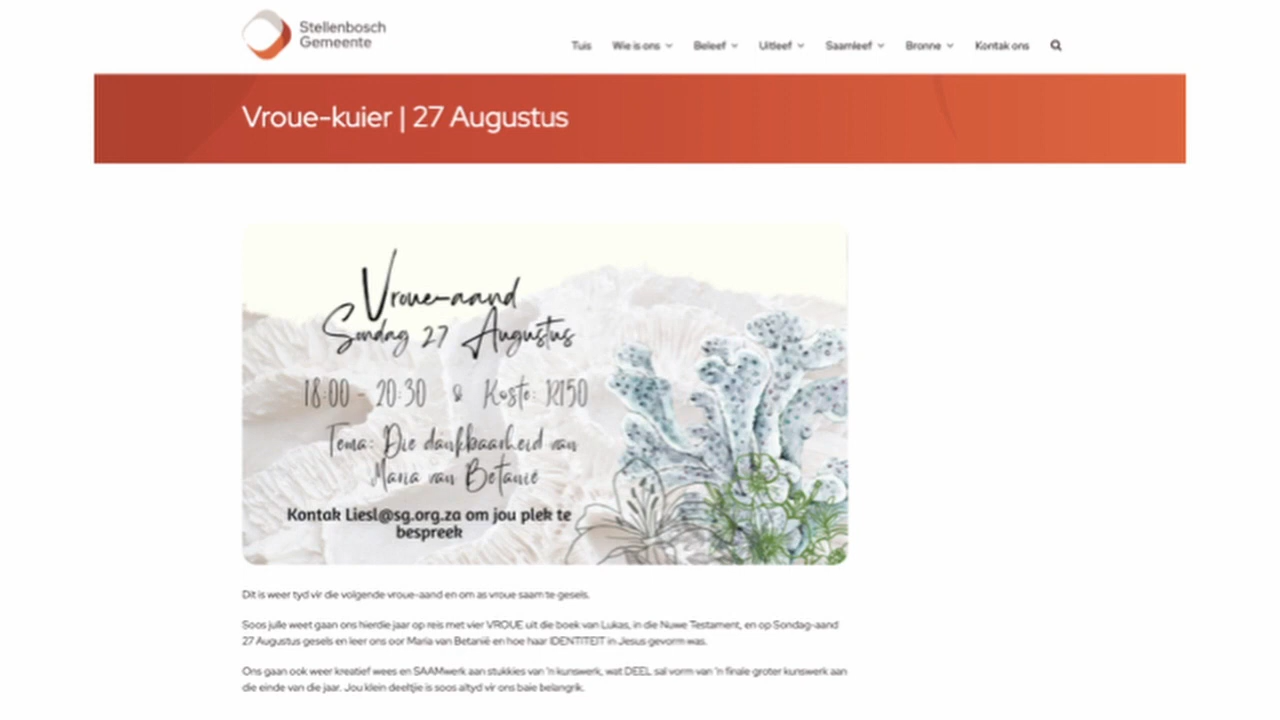 Stellenbosch
Gemeente
Tuis Wie is ons Beleef Uitleef Saamleef Bronne Kontak ons
Vroue-kuier | 27 Augustus
Vroue-aand
Sondag 27 Augustus
18:00 - 20:30 & Koste: R150
Tema: Die dankbaarheid van
Maria van Betanië
Kontak Liesl@sg.org.za om jou plek te
bespreek
Dit is weer tyd vir die volgende vroue-aand en om as vroue saam te gesels.
Soos julle weet gaan ons hierdie jaar op reis met vier VROUE uit die boek van Lukas, in die Nuwe Testament, en op Sondag-aand
27 Augustus gesels en leer ons oor Maria van Betanië en hoe haar IDENTITEIT in Jesus gevorm was.
Ons gaan ook weer kreatief wees en SAAMwerk aan stukkies van 'n kunswerk, wat DEEL sal vorm van 'n finale groter kunswerk aan
die einde van die jaar. Jou klein deeltjie is soos altyd vir ons baie belangrik.